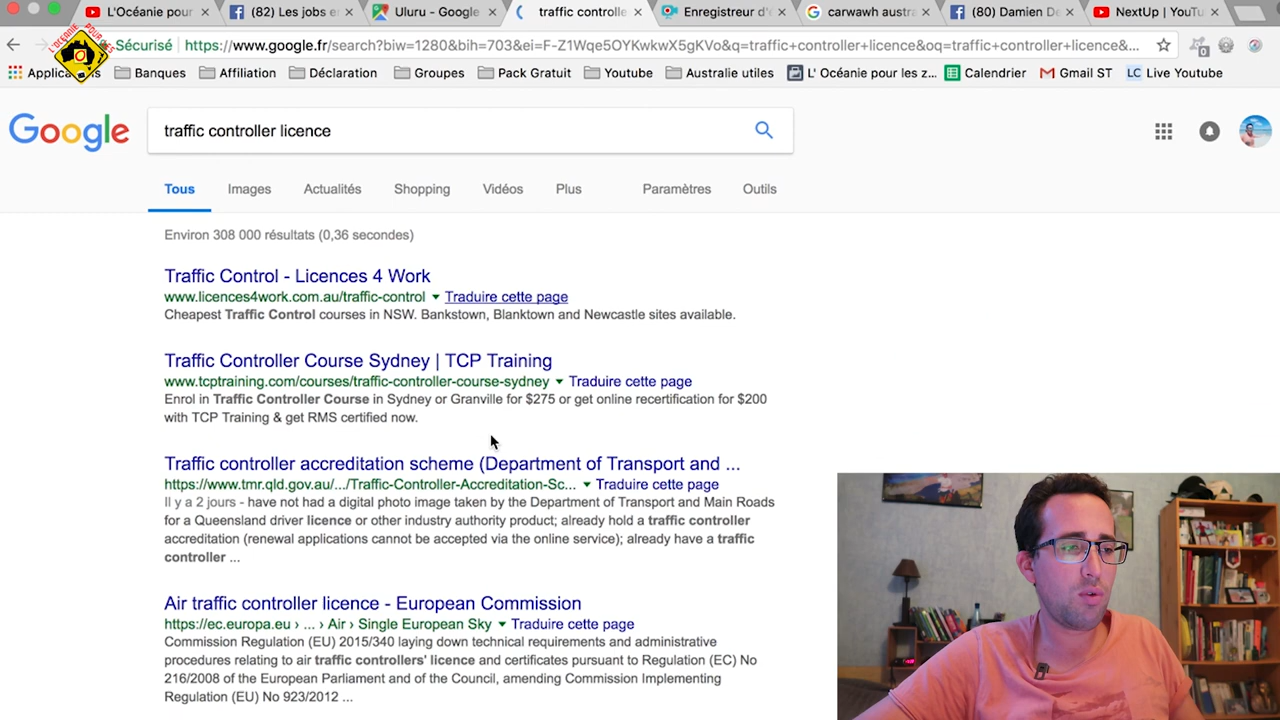 L'Océanie pour
(82) Les jobs e
Uluru - Google
traffic controlle
Enregistreur d'
carwawh austra
(80) Damien De
NextUp | YouTu
L'OCÉANIE POUR LES
Sécurisé
https://www.google.fr/search?biw=1280&bih=703&ei=F-Z1Wqe5OYKwkwX5gKVo&q=traffic+controller+licence&oq=traffic+controller+licence&...
0
Banques
Affiliation
Déclaration
Groupes
Pack Gratuit
Youtube
Australie utiles
L' Océanie pour les z...
Calendrier
Gmail ST
LC Live Youtube
Google
traffic controller licence
Tous
Images
Actualités
Shopping
Vidéos
Plus
Paramètres
Outils
Environ 308 000 résultats (0,36 secondes)
Traffic Control - Licences 4 Work
www.licences4work.com.au/traffic-control Traduire cette page
Cheapest Traffic Control courses in NSW. Bankstown, Blanktown and Newcastle sites available.
Traffic Controller Course Sydney | TCP Training
www.tcptraining.com/courses/traffic-controller-course-sydney Traduire cette page
Enrol in Traffic Controller Course in Sydney or Granville for $275 or get online recertification for $200
with TCP Training & get RMS certified now.
Traffic controller accreditation scheme (Department of Transport and ...
https://www.tmr.qld.gov.au/.../Traffic-Controller-Accreditation-Sc... Traduire cette page
Il y a 2 jours - have not had a digital photo image taken by the Department of Transport and Main Roads
for a Queensland driver licence or other industry authority product; already hold a traffic controller
accreditation (renewal applications cannot be accepted via the online service); already have a traffic
controller ...
Air traffic controller licence - European Commission
https://ec.europa.eu › ... › Air › Single European Sky Traduire cette page
Commission Regulation (EU) 2015/340 laying down technical requirements and administrative
procedures relating to air traffic controllers' licence and certificates pursuant to Regulation (EC) No
216/2008 of the European Parliament and of the Council, amending Commission Implementing
Regulation (EU) No 923/2012 ...